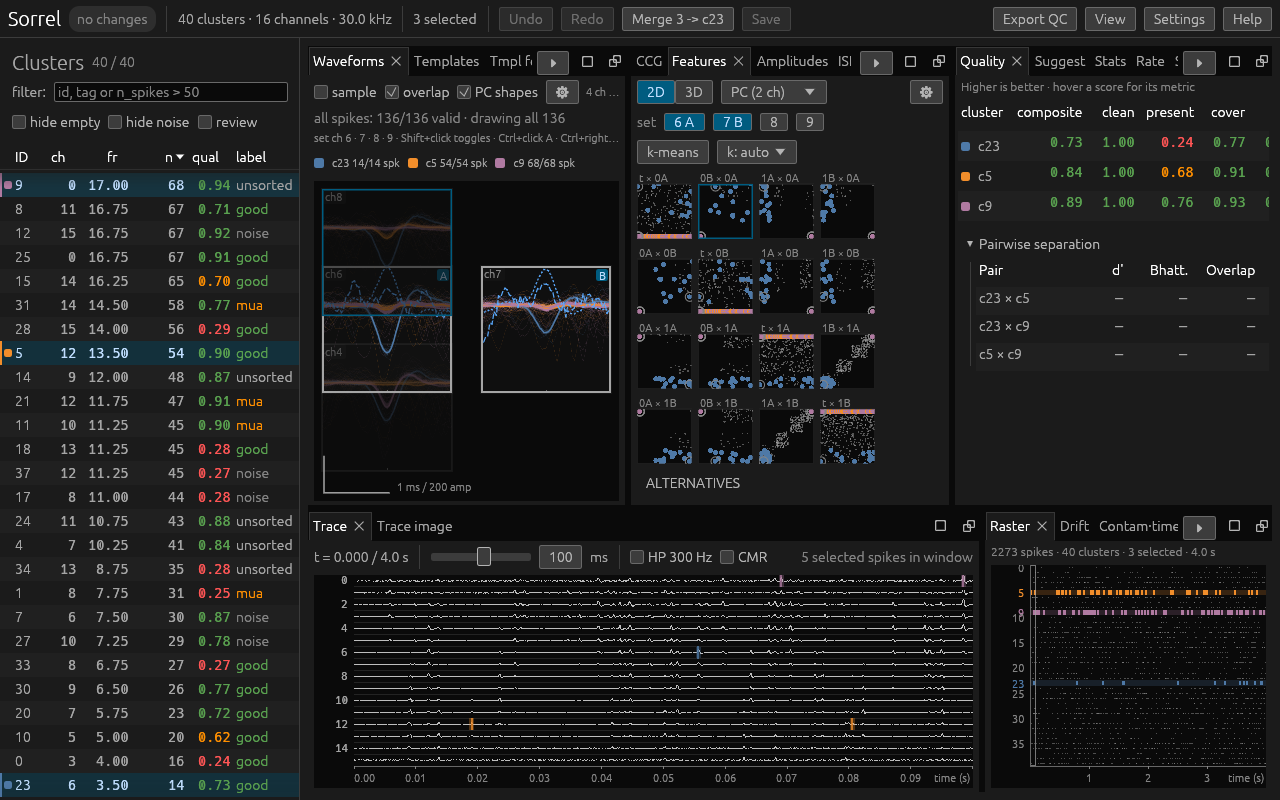 Sorrel no changes 40 clusters · 16 channels · 30.0 kHz 3 selected Undo Redo Merge 3 -> c23 Save Export QC View Settings Help
Clusters 40 / 40
filter: id, tag or n_spikes > 50
hide empty hide noise review
ID ch fr n qual label
9 0 17.00 68 0.94 unsorted
8 11 16.75 67 0.71 good
12 15 16.75 67 0.92 noise
25 0 16.75 67 0.91 good
15 14 16.25 65 0.70 good
31 14 14.50 58 0.77 mua
28 15 14.00 56 0.29 good
5 12 13.50 54 0.90 good
14 9 12.00 48 0.87 unsorted
21 12 11.75 47 0.91 mua
11 10 11.25 45 0.90 mua
18 13 11.25 45 0.28 good
37 12 11.25 45 0.27 noise
17 8 11.00 44 0.28 noise
24 11 10.75 43 0.88 unsorted
4 7 10.25 41 0.84 unsorted
34 13 8.75 35 0.28 unsorted
1 8 7.75 31 0.25 mua
7 6 7.50 30 0.87 noise
27 10 7.25 29 0.78 noise
33 8 6.75 27 0.27 good
30 9 6.50 26 0.77 good
20 7 5.75 23 0.72 good
10 5 5.00 20 0.62 good
0 3 4.00 16 0.24 good
23 6 3.50 14 0.73 good
Waveforms Templates Tmpl f
sample overlap PC shapes 4 ch ...
all spikes: 136/136 valid · drawing all 136
set ch 6 · 7 · 8 · 9 · Shift+click toggles · Ctrl+click A · Ctrl+right...
c23 14/14 spk c5 54/54 spk c9 68/68 spk
ch8
ch6 A ch7 B
ch4
1 ms / 200 amp
CCG Features Amplitudes ISI
2D 3D PC (2 ch)
set 6 A 7 B 8 9
k-means k: auto
t × 0A 0B × 0A 1A × 0A 1B × 0A
0A × 0B t × 0B 1A × 0B 1B × 0B
0A × 1A 0B × 1A t × 1A 1B × 1A
0A × 1B 0B × 1B 1A × 1B t × 1B
ALTERNATIVES
Quality Suggest Stats Rate
Higher is better · hover a score for its metric
cluster composite clean present cover
c23 0.73 1.00 0.24 0.77
c5 0.84 1.00 0.68 0.91
c9 0.89 1.00 0.76 0.93
Pairwise separation
Pair d' Bhatt. Overlap
c23 × c5 – – –
c23 × c9 – – –
c5 × c9 – – –
Trace Trace image
t = 0.000 / 4.0 s 100 ms HP 300 Hz CMR 5 selected spikes in window
0
2
4
6
8
10
12
14
0.00 0.01 0.02 0.03 0.04 0.05 0.06 0.07 0.08 0.09 time (s)
Raster Drift Contam·time
2273 spikes · 40 clusters · 3 selected · 4.0 s
0
5
9
10
15
20
23
25
30
35
1 2 3 time (s)